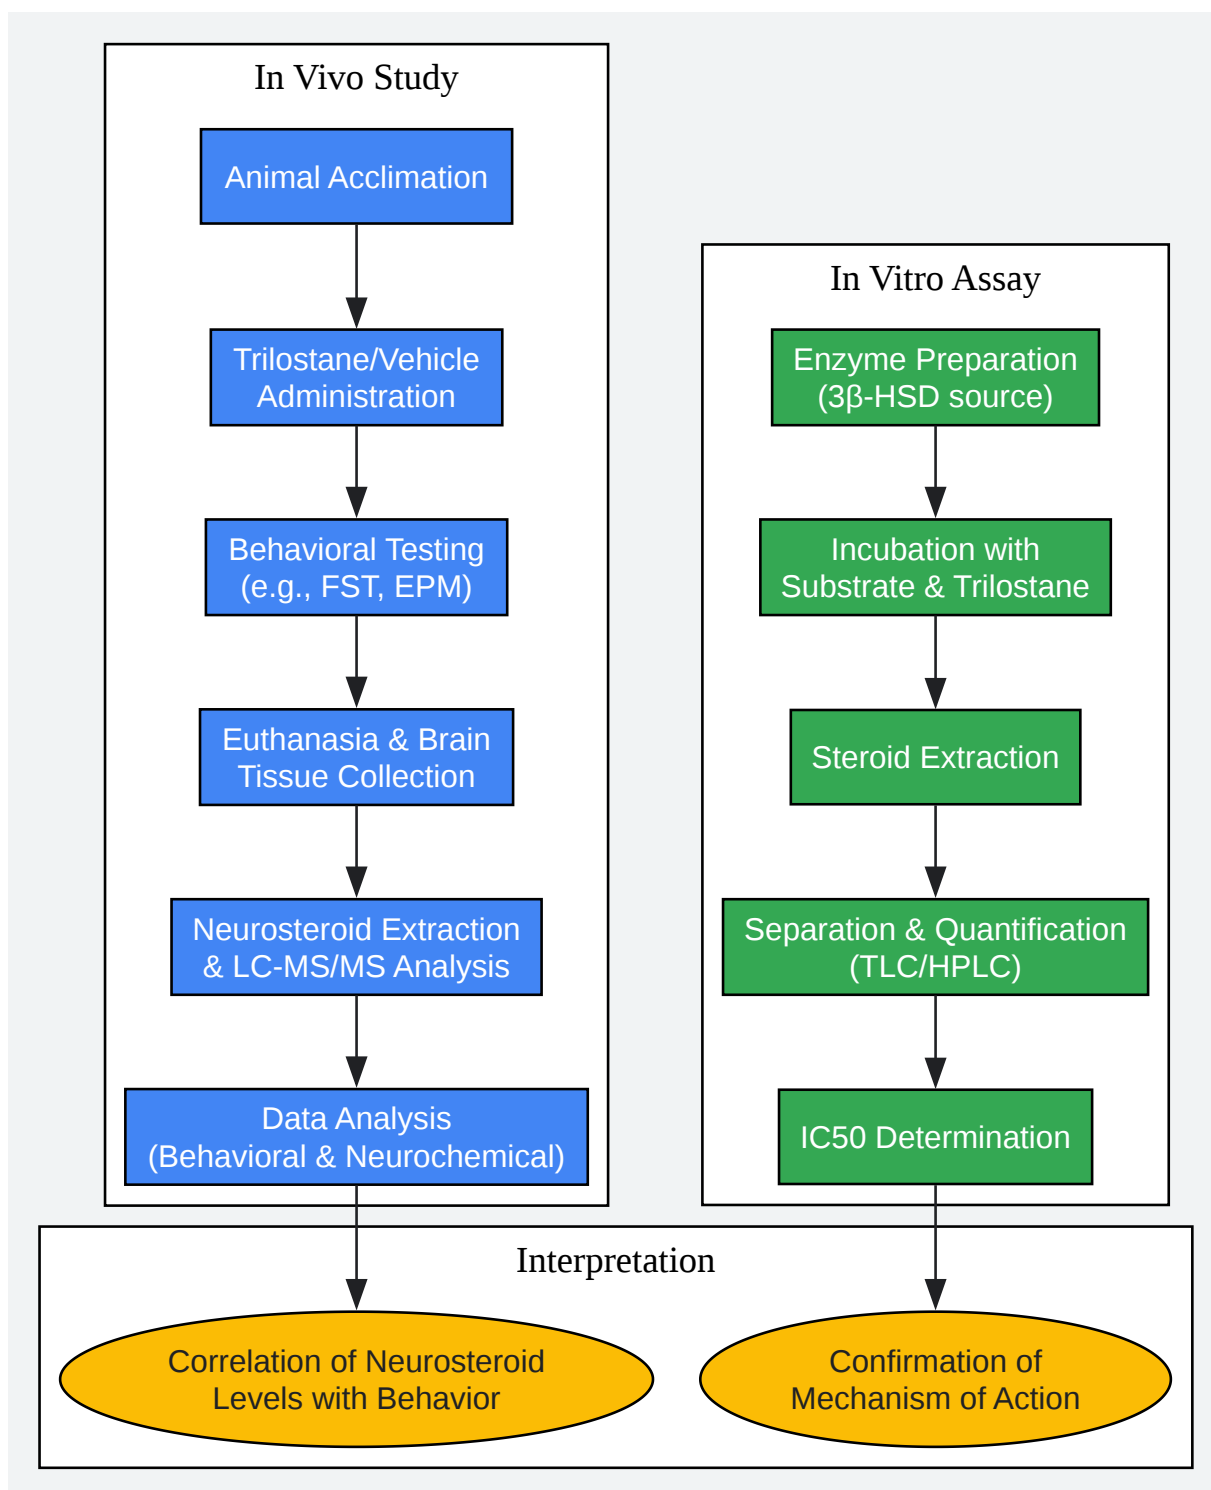 In Vivo Study
Animal Acclimation
Trilostane/Vehicle
Administration
Behavioral Testing
(e.g., FST, EPM)
Euthanasia & Brain
Tissue Collection
Neurosteroid Extraction
& LC-MS/MS Analysis
Data Analysis
(Behavioral & Neurochemical)
In Vitro Assay
Enzyme Preparation
(3β-HSD source)
Incubation with
Substrate & Trilostane
Steroid Extraction
Separation & Quantification
(TLC/HPLC)
IC50 Determination
Interpretation
Correlation of Neurosteroid
Levels with Behavior
Confirmation of
Mechanism of Action